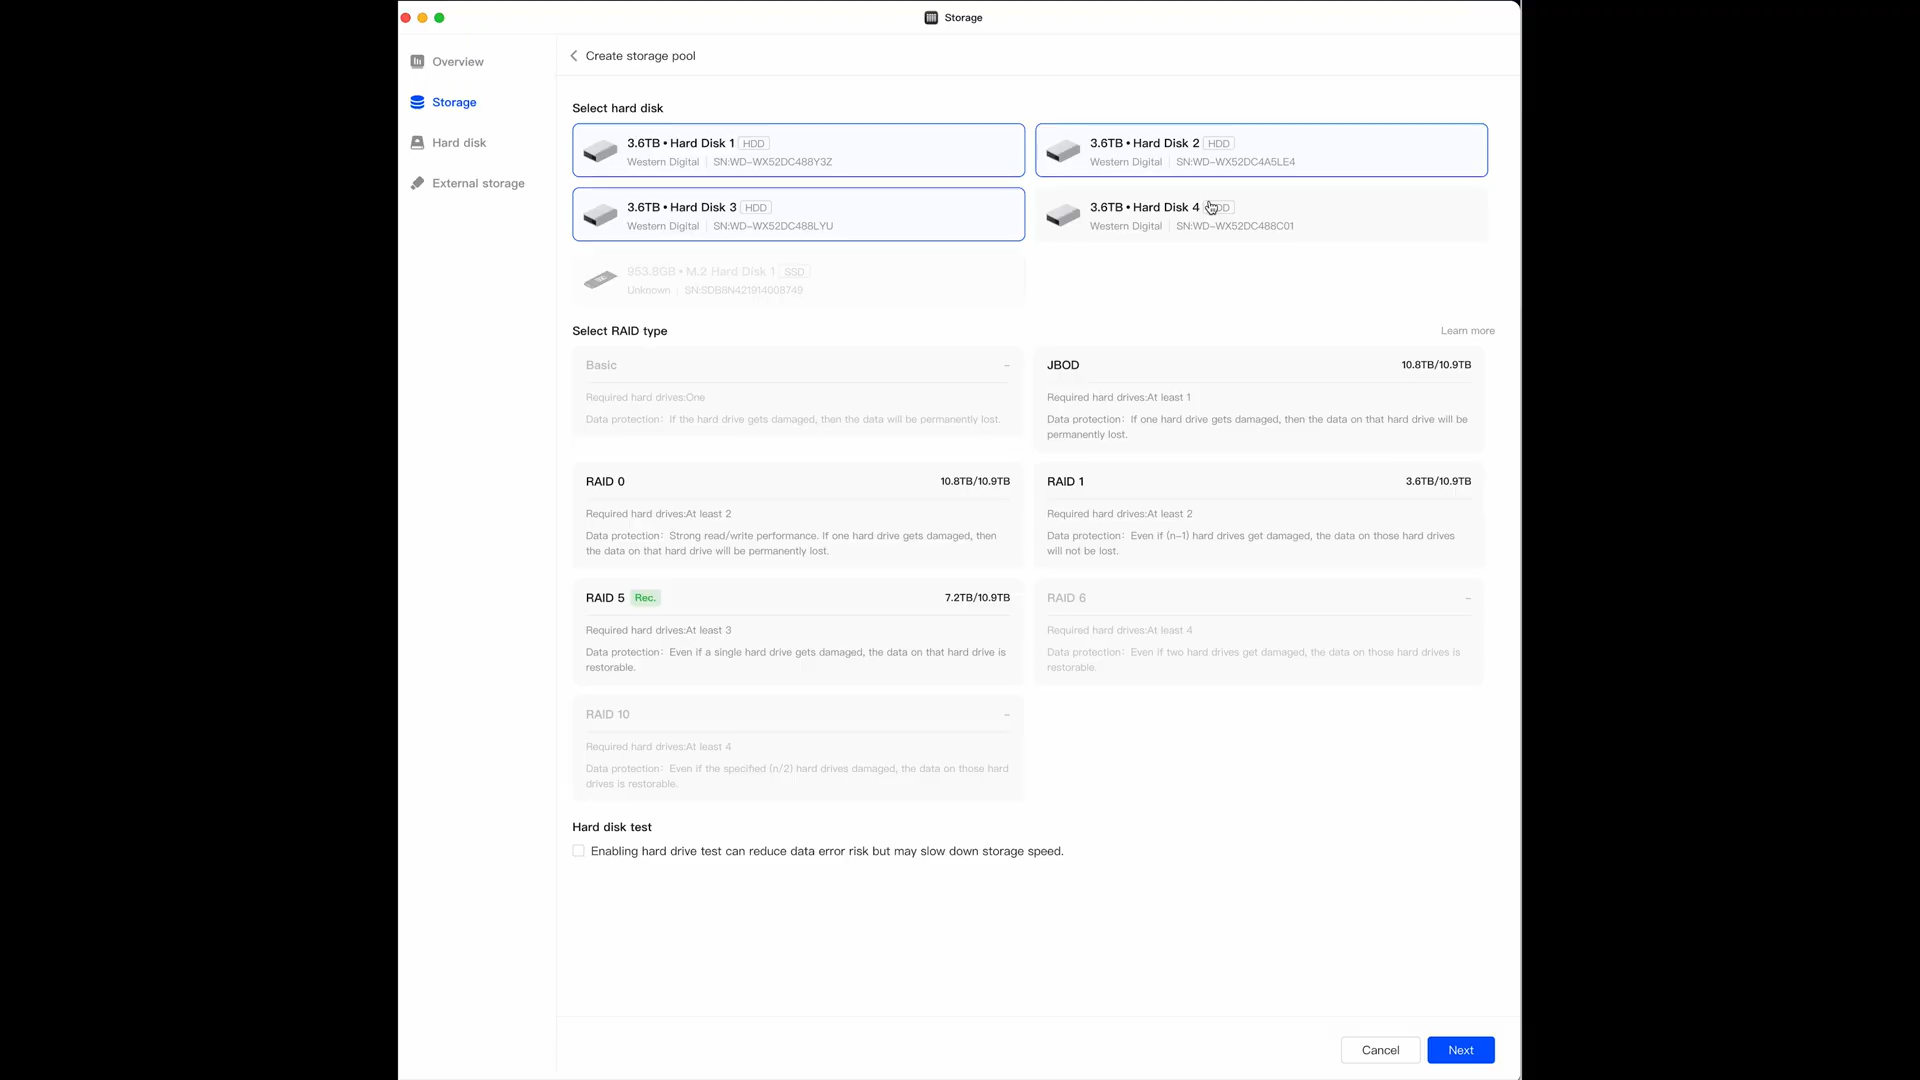 Storage
Overview
Storage
Hard disk
External storage
Create storage pool
Select hard disk
3.6TB • Hard Disk 1 HDD
Western Digital | SN:WD-WX52DC488Y3Z
3.6TB • Hard Disk 2 HDD
Western Digital | SN:WD-WX52DC4A5LE4
3.6TB • Hard Disk 3 HDD
Western Digital | SN:WD-WX52DC488LYU
3.6TB • Hard Disk 4
Western Digital | SN:WD-WX52DC488C01
953.8GB • M.2 Hard Disk 1 SSD
Unknown | SN:SDB8N421914008749
Select RAID type
Learn more
Basic –
Required hard drives:One
Data protection: If the hard drive gets damaged, then the data will be permanently lost.
JBOD 10.8TB/10.9TB
Required hard drives:At least 1
Data protection: If one hard drive gets damaged, then the data on that hard drive will be
permanently lost.
RAID 0 10.8TB/10.9TB
Required hard drives:At least 2
Data protection: Strong read/write performance. If one hard drive gets damaged, then
the data on that hard drive will be permanently lost.
RAID 1 3.6TB/10.9TB
Required hard drives:At least 2
Data protection: Even if (n-1) hard drives get damaged, the data on those hard drives
will not be lost.
RAID 5 Rec. 7.2TB/10.9TB
Required hard drives:At least 3
Data protection: Even if a single hard drive gets damaged, the data on that hard drive is
restorable.
RAID 6 –
Required hard drives:At least 4
Data protection: Even if two hard drives get damaged, the data on those hard drives is
restorable.
RAID 10 –
Required hard drives:At least 4
Data protection: Even if the specified (n/2) hard drives damaged, the data on those hard
drives is restorable.
Hard disk test
Enabling hard drive test can reduce data error risk but may slow down storage speed.
Cancel
Next